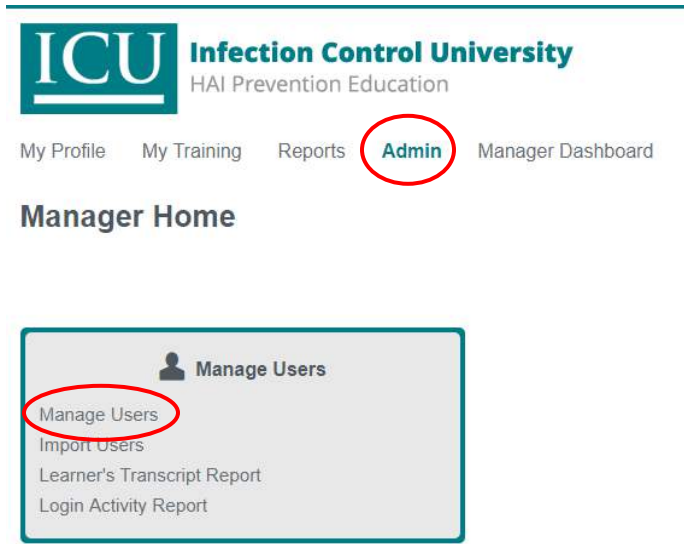 ICU
Infection Control University
HAI Prevention Education
My Profile My Training Reports Admin Manager Dashboard
Manager Home
Manage Users
Manage Users
Import Users
Learner's Transcript Report
Login Activity Report